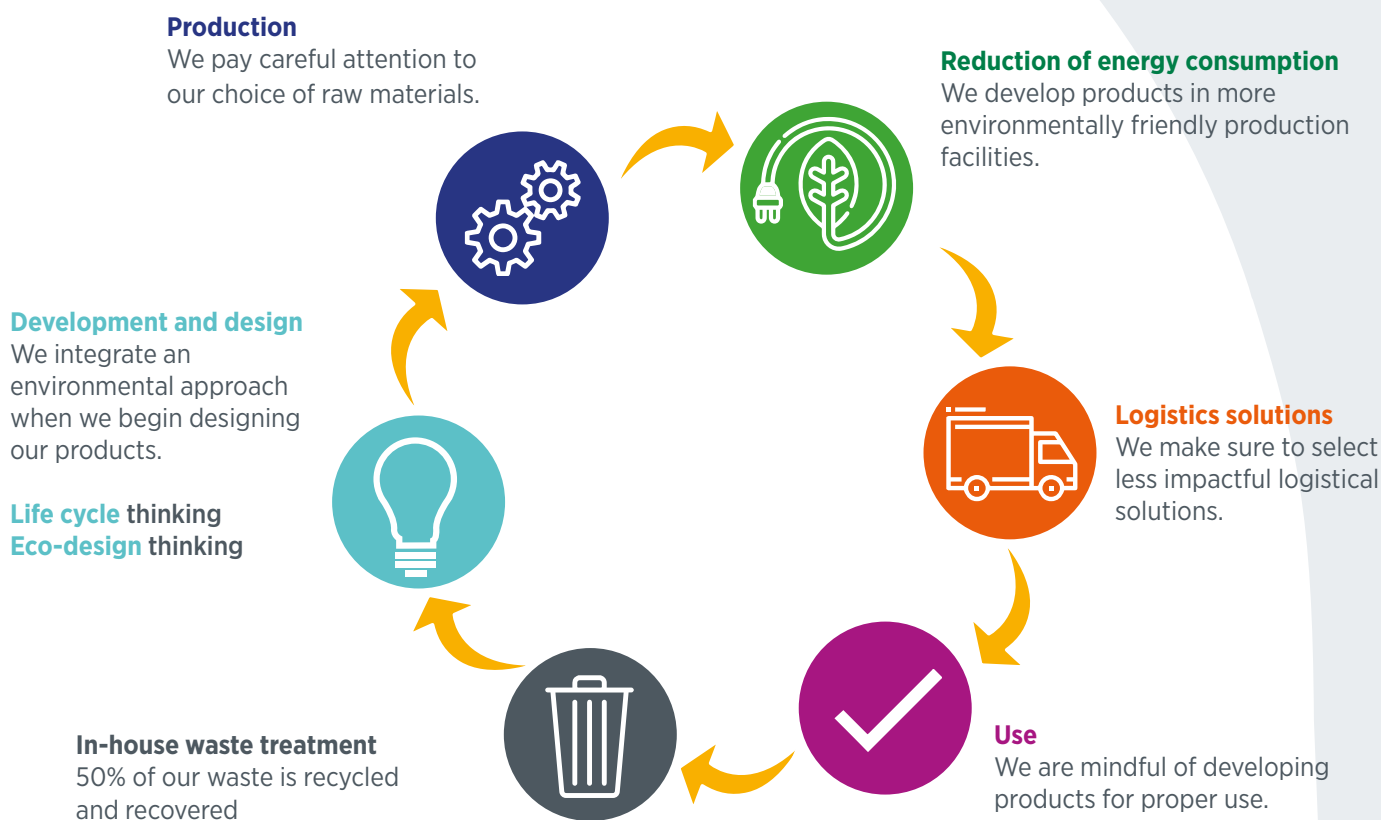 Production
We pay careful attention to
our choice of raw materials.
Reduction of energy consumption
We develop products in more
environmentally friendly production
facilities.
Development and design
We integrate an
environmental approach
when we begin designing
our products.
Life cycle thinking
Eco-design thinking
Logistics solutions
We make sure to select
less impactful logistical
solutions.
In-house waste treatment
50% of our waste is recycled
and recovered
Use
We are mindful of developing
products for proper use.